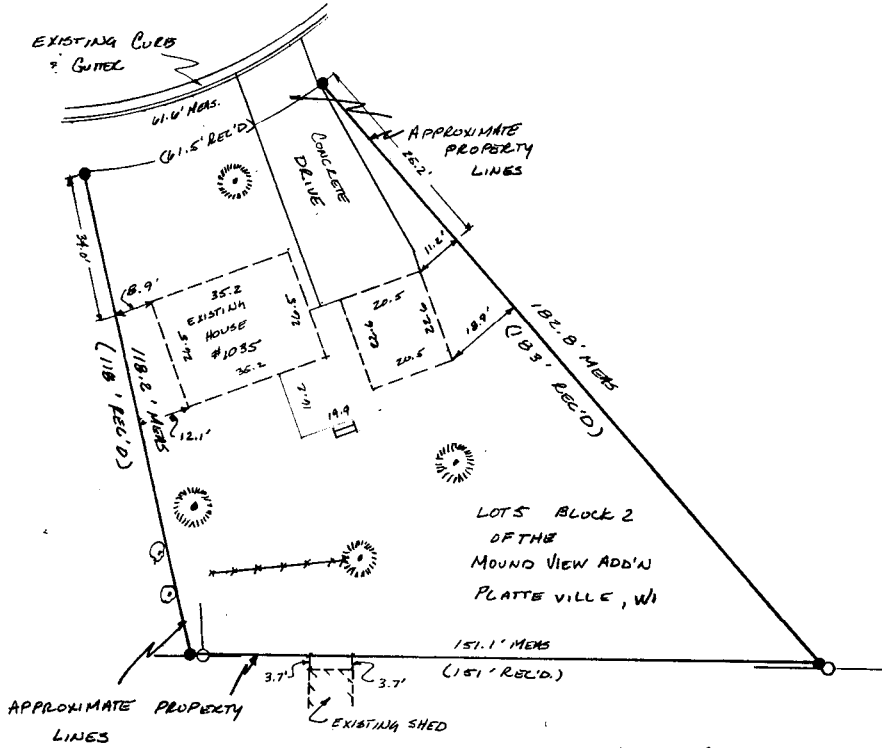 EXISTING CURB
& GUTTER
61.6' MEAS.
(61.5' REC'D)
CONCRETE
DRIVE
APPROXIMATE
PROPERTY
LINES
34.0'
8.9'
35.2
EXISTING
HOUSE
#1035
35.2
20.5
20.5
11.2'
18.9'
182.8' MEAS
(183' REC'D)
118.2' MEAS
(118' REC'D)
12.1'
19.9
LOT 5 BLOCK 2
OF THE
MOUND VIEW ADD'N
PLATTEVILLE, WI
151.1' MEAS
(151' REC'D.)
3.7'
3.7'
EXISTING SHED
APPROXIMATE PROPERTY
LINES